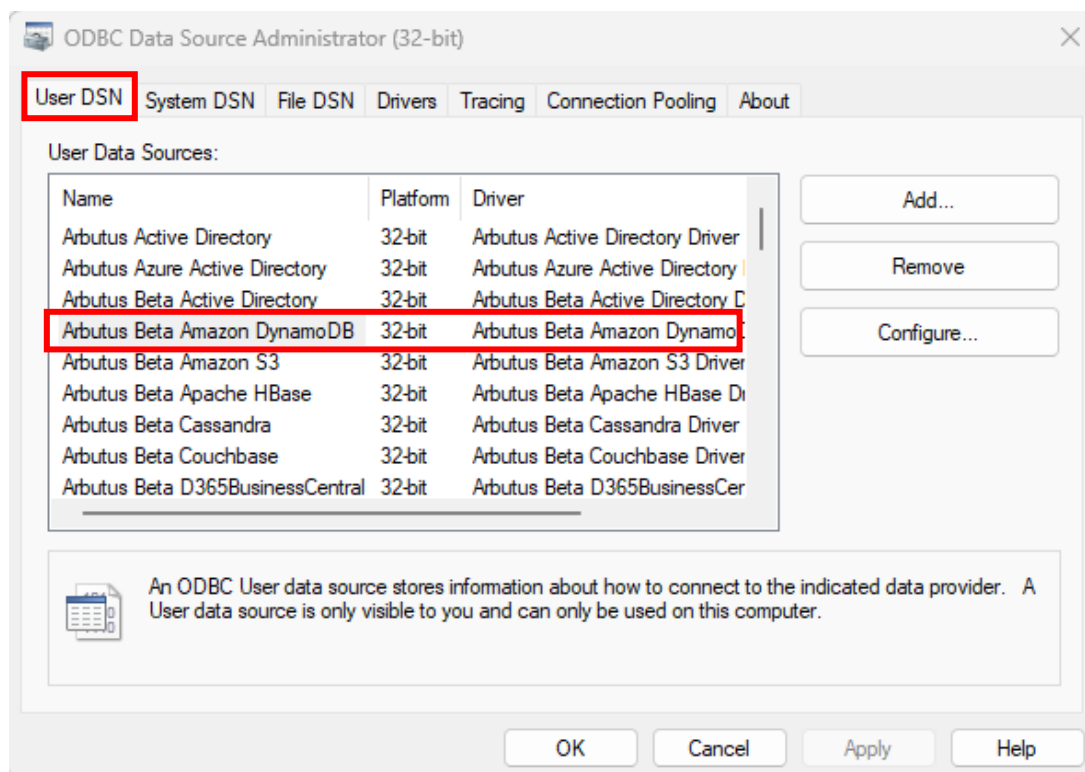 ODBC Data Source Administrator (32-bit)
User DSN System DSN File DSN Drivers Tracing Connection Pooling About
User Data Sources:
Name Platform Driver
Arbutus Active Directory 32-bit Arbutus Active Directory Driver
Arbutus Azure Active Directory 32-bit Arbutus Azure Active Directory
Arbutus Beta Active Directory 32-bit Arbutus Beta Active Directory D
Arbutus Beta Amazon DynamoDB 32-bit Arbutus Beta Amazon Dynamo
Arbutus Beta Amazon S3 32-bit Arbutus Beta Amazon S3 Driver
Arbutus Beta Apache HBase 32-bit Arbutus Beta Apache HBase
Arbutus Beta Cassandra 32-bit Arbutus Beta Cassandra Driver
Arbutus Beta Couchbase 32-bit Arbutus Beta Couchbase Driver
Arbutus Beta D365BusinessCentral 32-bit Arbutus Beta D365BusinessCer
Add...
Remove
Configure...
An ODBC User data source stores information about how to connect to the indicated data provider. A
User data source is only visible to you and can only be used on this computer.
OK Cancel Apply Help